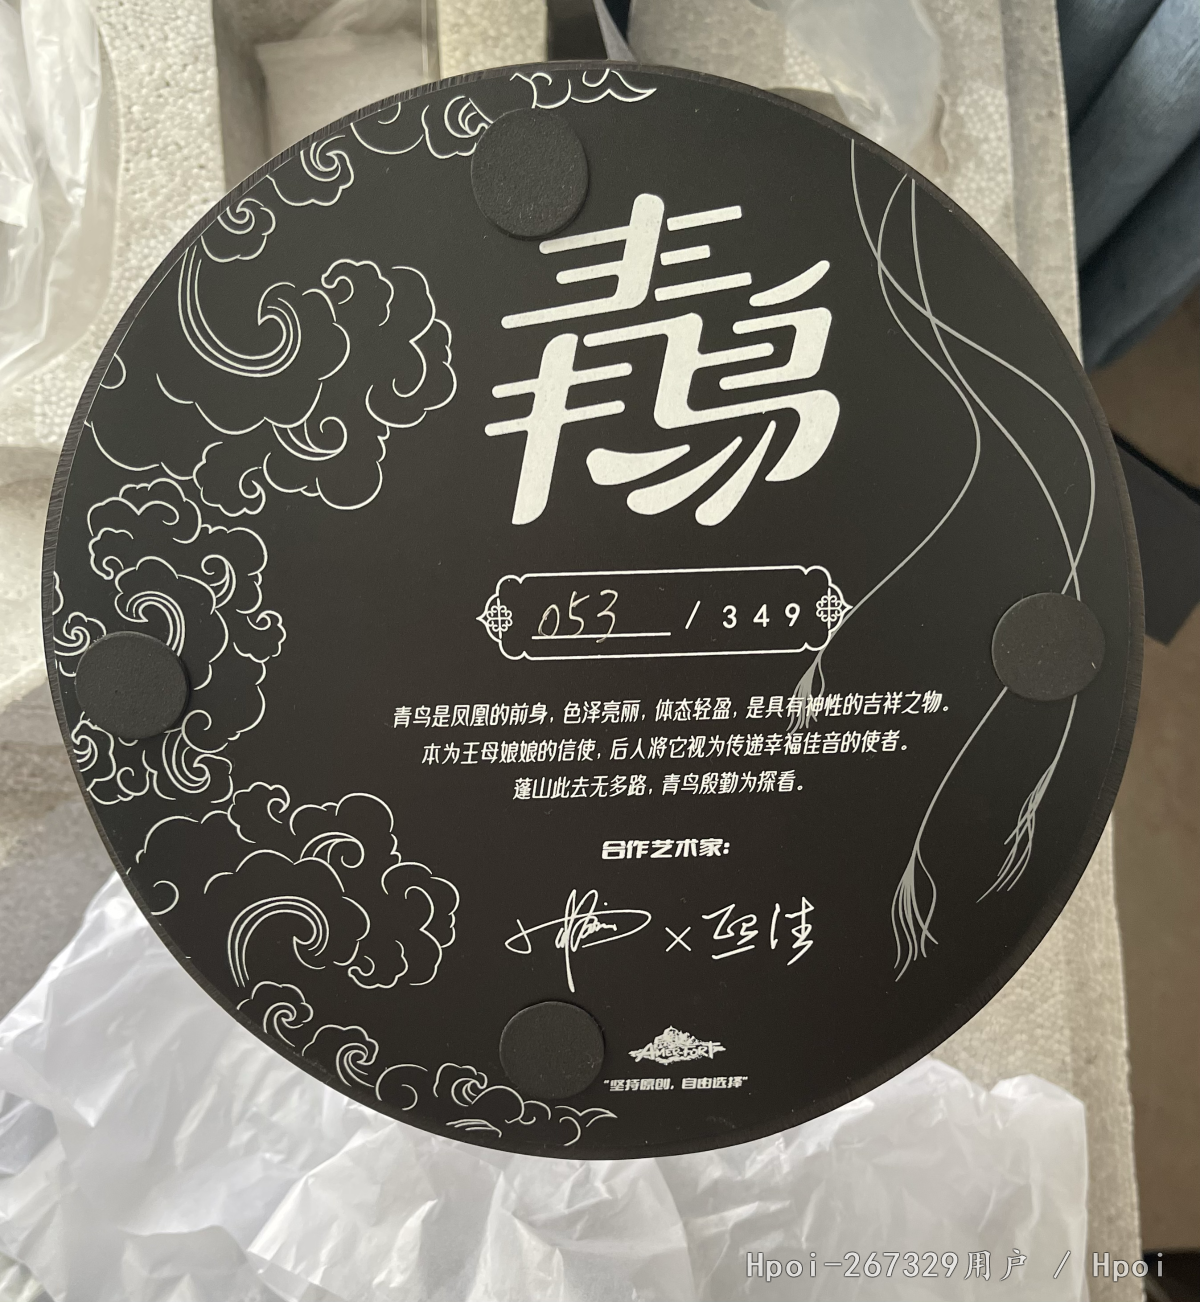 青鸟
053 / 349
青鸟是凤凰的前身，色泽亮丽，体态轻盈，是具有神性的吉祥之物。
本为王母娘娘的信使，后人將它视为传递幸福佳音的使者。
蓬山此去无多路，青鸟殷勤为探看。
合作艺术家：
×
AMERFORT
“坚持原创，自由选择”
Hpoi-267329用户 / Hpoi